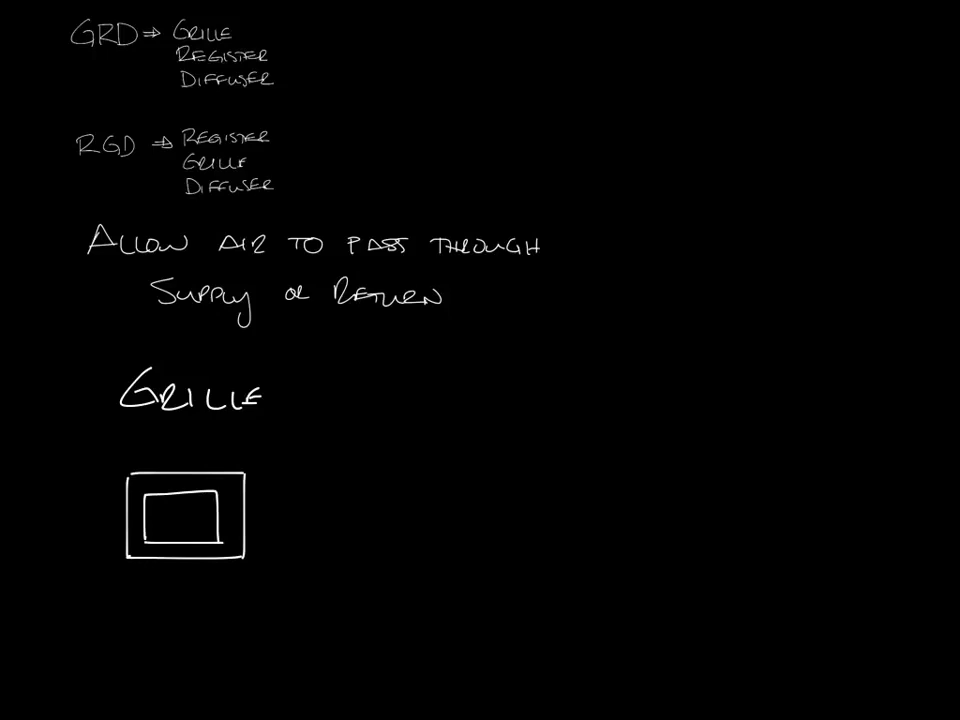 GRD ⇒ GRILLE
REGISTER
DIFFUSER
RGD ⇒ REGISTER
GRILLE
DIFFUSER
ALLOW AIR TO PASS THROUGH
SUPPLY OR RETURN
GRILLE